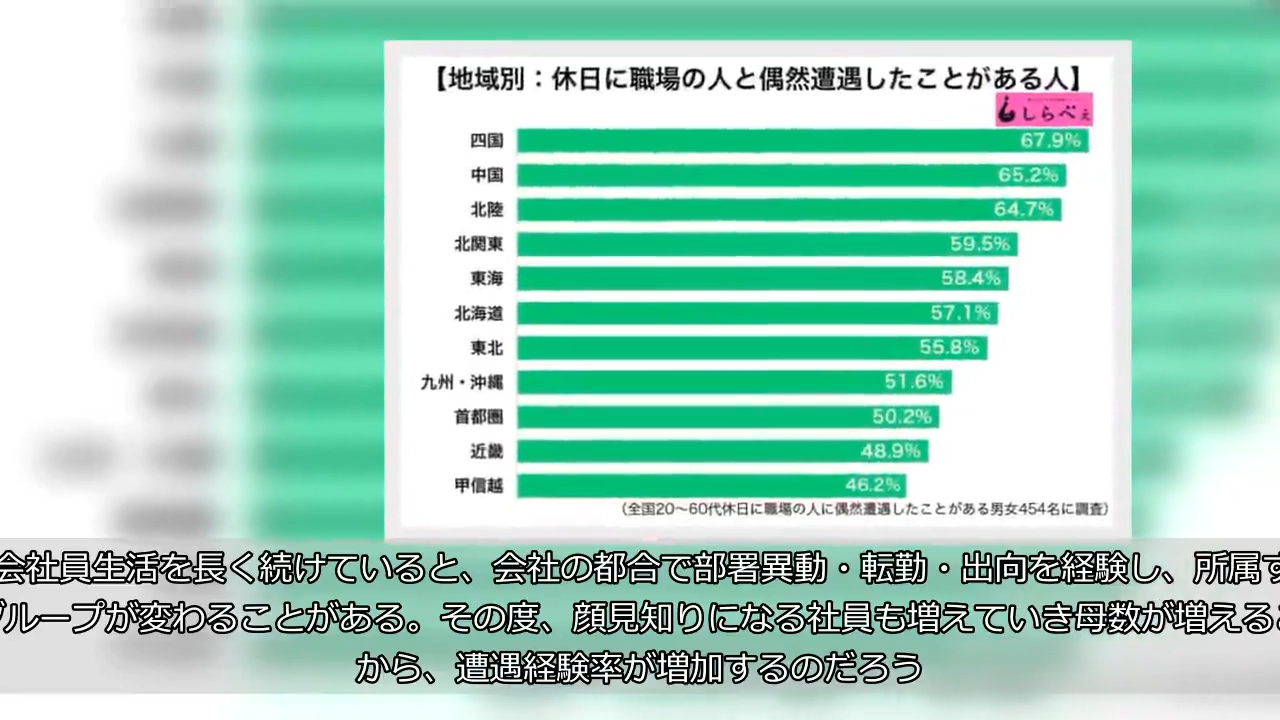 【地域別：休日に職場の人と偶然遭遇したことがある人】
しらべぇ
四国 67.9%
中国 65.2%
北陸 64.7%
北関東 59.5%
東海 58.4%
北海道 57.1%
東北 55.8%
九州・沖縄 51.6%
首都圏 50.2%
近畿 48.9%
甲信越 46.2%
（全国20〜60代休日に職場の人に偶然遭遇したことがある男女454名に調査）
会社員生活を長く続けていると、会社の都合で部署異動・転勤・出向を経験し、所属す
グループが変わることがある。その度、顔見知りになる社員も増えていき母数が増えるこ
から、遭遇経験率が増加するのだろう